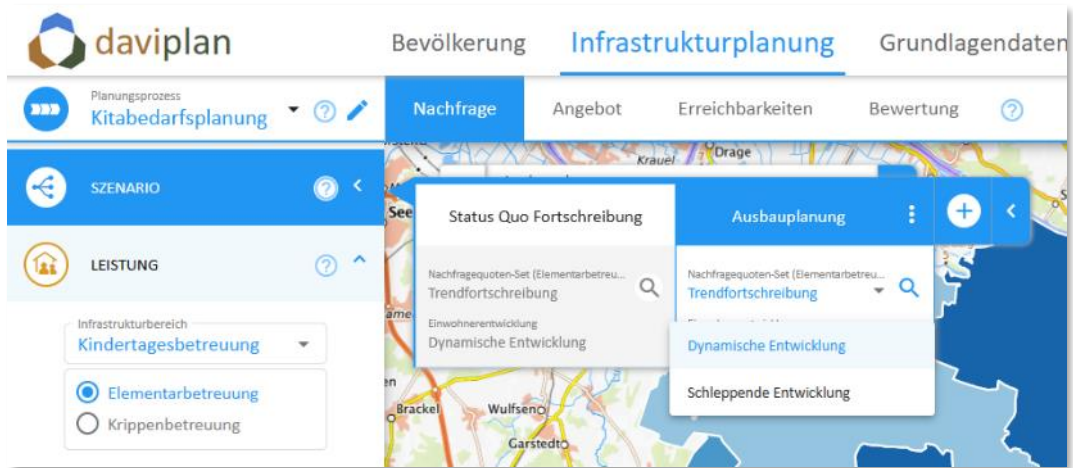 daviplan
Bevölkerung
Infrastrukturplanung
Grundlagendaten
Planungsprozess
Kitabedarfsplanung
Nachfrage
Angebot
Erreichbarkeiten
Bewertung
Krauel
Drage
SZENARIO
See
Status Quo Fortschreibung
Ausbauplanung
LEISTUNG
Nachfragequoten-Set (Elementarbetreu...
Trendfortschreibung
Nachfragequoten-Set (Elementarbetreu...
Trendfortschreibung
Einwohnerentwicklung
Dynamische Entwicklung
Dynamische Entwicklung
Schleppende Entwicklung
Infrastrukturbereich
Kindertagesbetreuung
Elementarbetreuung
Krippenbetreuung
Brackel
Wulfsen
Garstedt